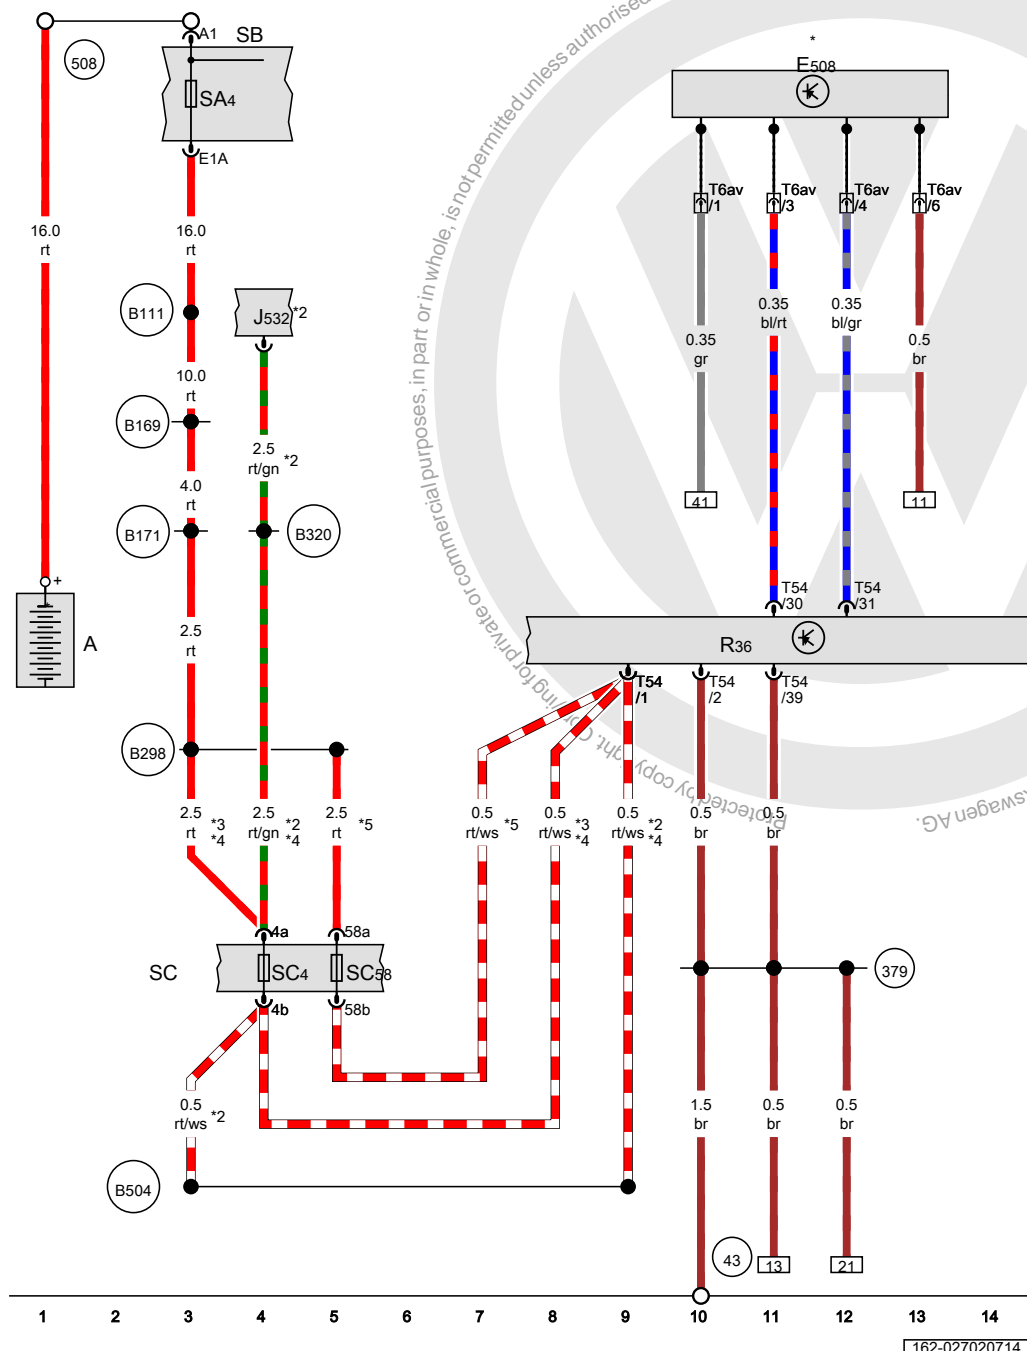 A1
SB
508
SA4
E1A
*
E508
T6av
/1
T6av
/3
T6av
/4
T6av
/6
16.0
rt
16.0
rt
B111
J532
*2
0.35
bl/rt
0.35
bl/gr
0.35
gr
0.5
br
10.0
rt
B169
2.5
rt/gn
*2
4.0
rt
41
11
B171
B320
+
T54
/30
T54
/31
A
2.5
rt
R36
T54
/1
T54
/2
T54
/39
B298
2.5
rt
*3
*4
2.5
rt/gn
*2
*4
2.5
rt
*5
0.5
rt/ws
*5
0.5
rt/ws
*3
*4
0.5
rt/ws
*2
*4
0.5
br
0.5
br
4a
58a
SC
SC4
SC58
379
4b
58b
0.5
rt/ws
*2
1.5
br
0.5
br
0.5
br
B504
43
13
21
1 2 3 4 5 6 7 8 9 10 11 12 13 14
162-027020714
Protected by copyright. Copying for private or commercial purposes, in part or in whole, is not permitted unless authorised
swagen AG.